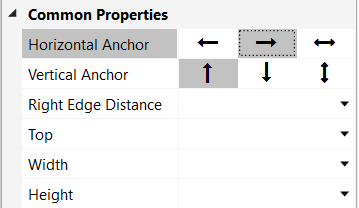 Common Properties
Horizontal Anchor
Vertical Anchor
Right Edge Distance
Top
Width
Height